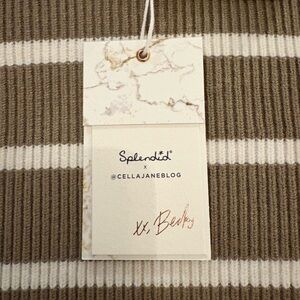 Splendid
x
@CELLAJANEBLOG
xx, Becky